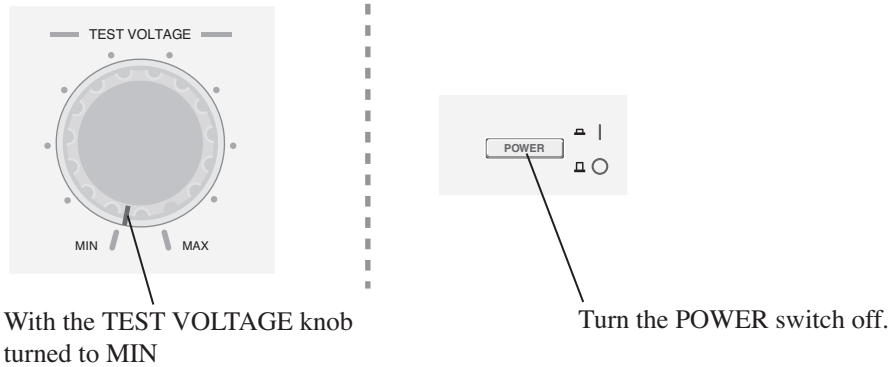 TEST VOLTAGE
MIN
MAX
With the TEST VOLTAGE knob
turned to MIN
POWER
Turn the POWER switch off.